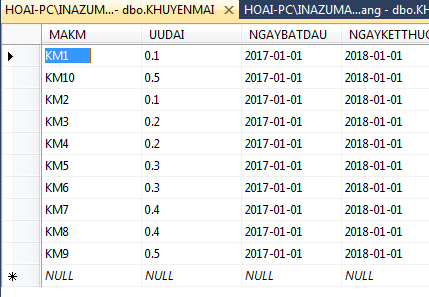 HOAI-PC\INAZUM...- dbo.KHUYENMAI HOAI-PC\INAZUMA...ang - dbo.KH
MAKM UUDAI NGAYBATDAU NGAYKETTHUC
KM1 0.1 2017-01-01 2018-01-01
KM10 0.5 2017-01-01 2018-01-01
KM2 0.1 2017-01-01 2018-01-01
KM3 0.2 2017-01-01 2018-01-01
KM4 0.2 2017-01-01 2018-01-01
KM5 0.3 2017-01-01 2018-01-01
KM6 0.3 2017-01-01 2018-01-01
KM7 0.4 2017-01-01 2018-01-01
KM8 0.4 2017-01-01 2018-01-01
KM9 0.5 2017-01-01 2018-01-01
NULL NULL NULL NULL